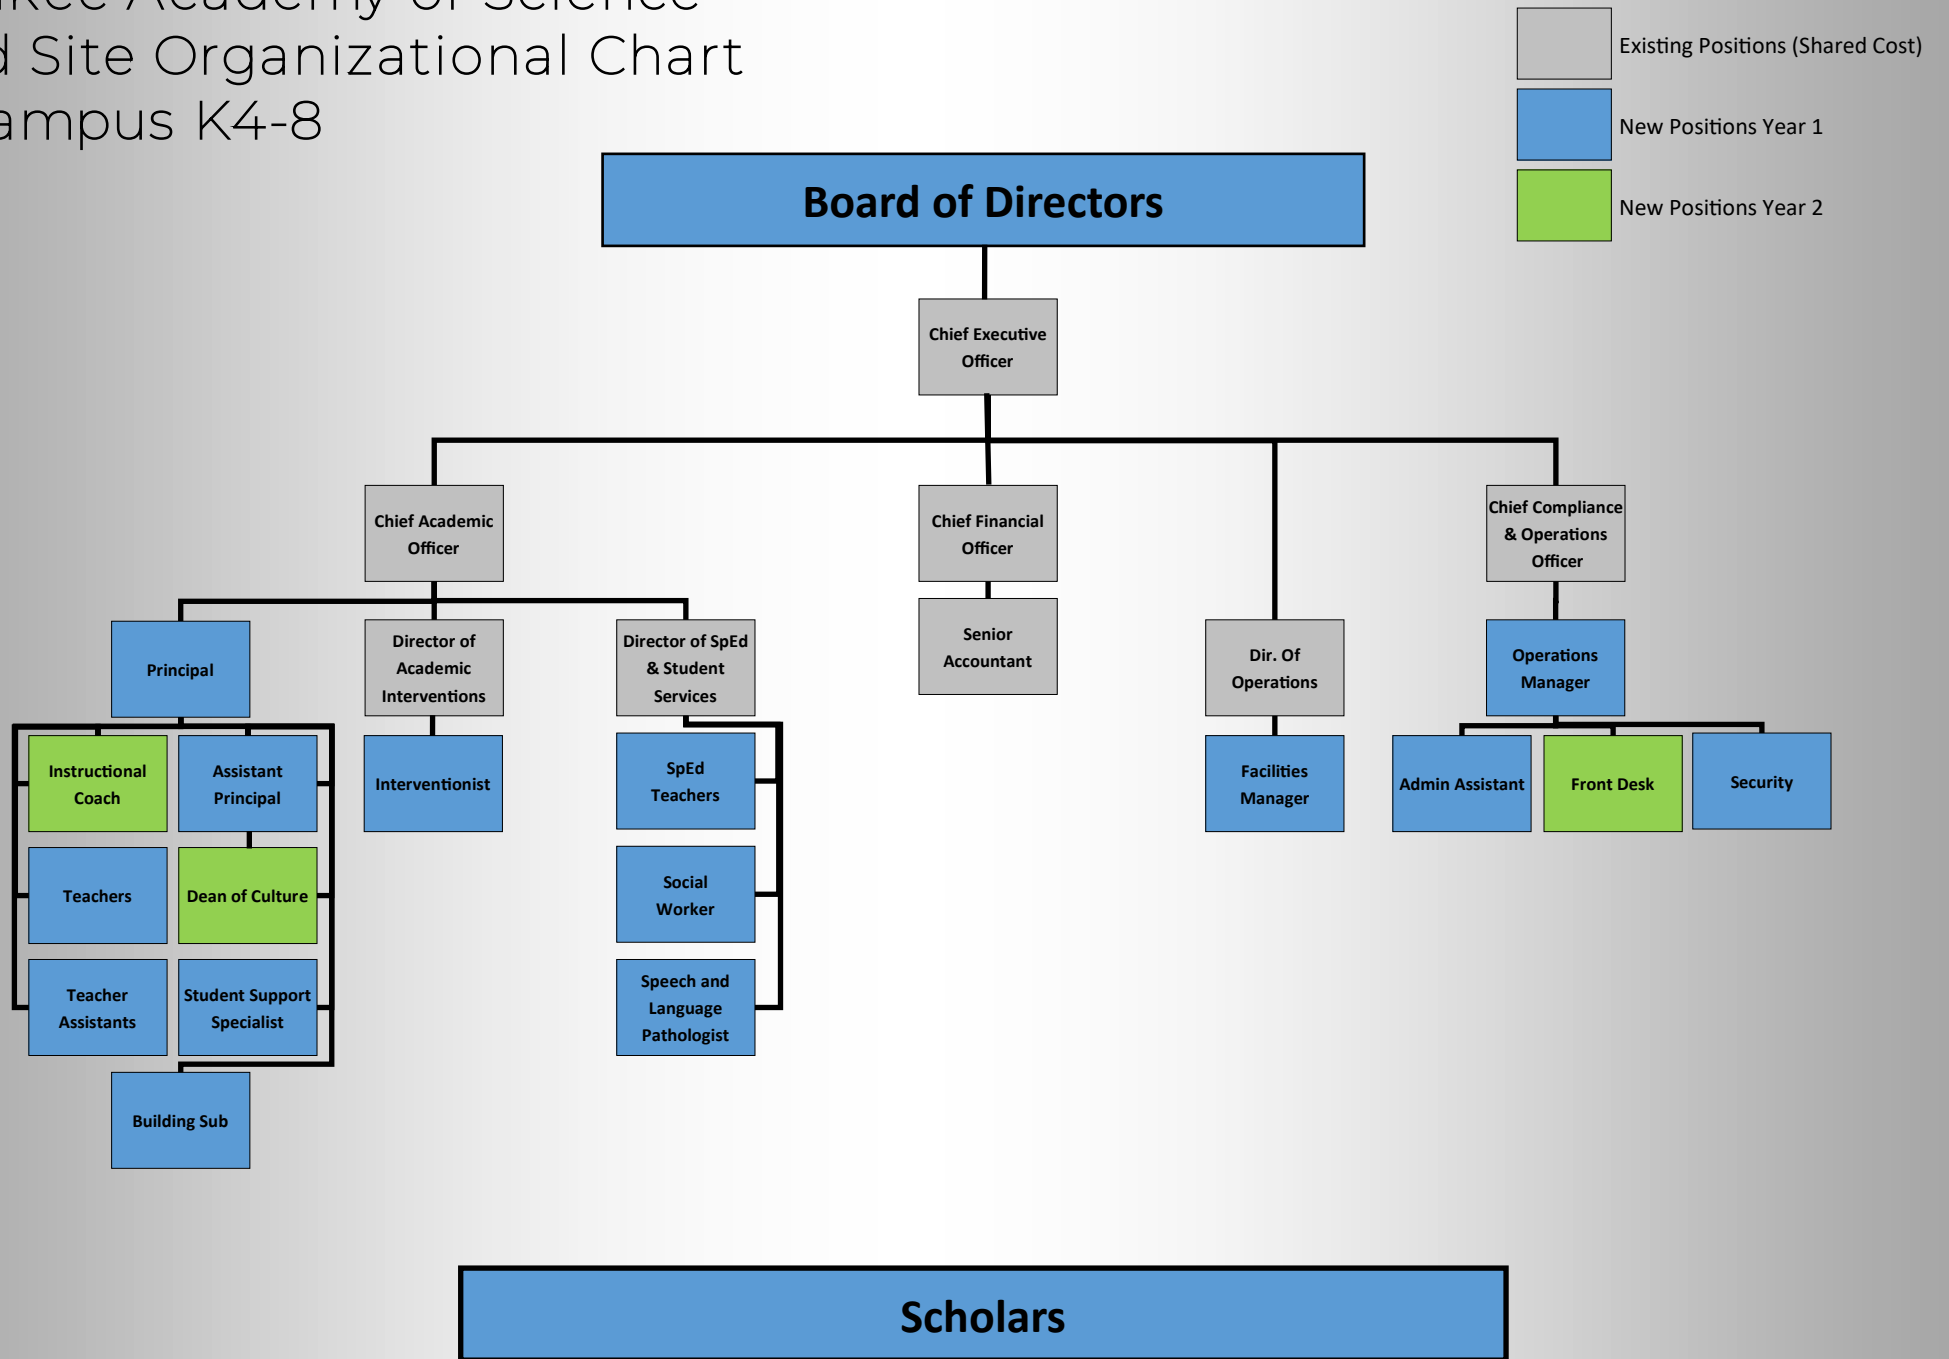 Academy of Science
Site Organizational Chart
K4-8
Existing Positions (Shared Cost)
New Positions Year 1
New Positions Year 2
Board of Directors
Chief Executive
Officer
Chief Academic
Officer
Chief Financial
Officer
Chief Compliance
& Operations
Officer
Principal
Director of
Academic
Interventions
Director of SpEd
& Student
Services
Senior
Accountant
Dir. Of
Operations
Operations
Manager
Instructional
Coach
Assistant
Principal
Interventionist
SpEd
Teachers
Facilities
Manager
Admin Assistant
Front Desk
Security
Teachers
Dean of Culture
Social
Worker
Teacher
Assistants
Student Support
Specialist
Speech and
Language
Pathologist
Building Sub
Scholars